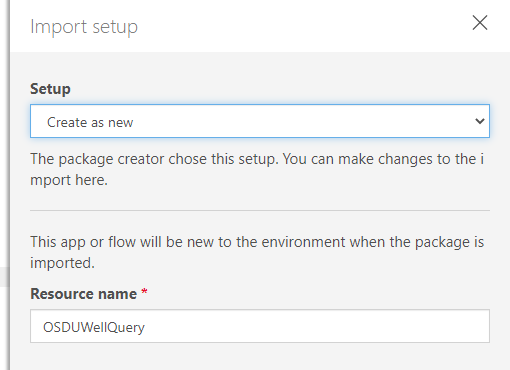 Import setup
Setup
Create as new
The package creator chose this setup. You can make changes to the i
mport here.
This app or flow will be new to the environment when the package is
imported.
Resource name *
OSDUWellQuery